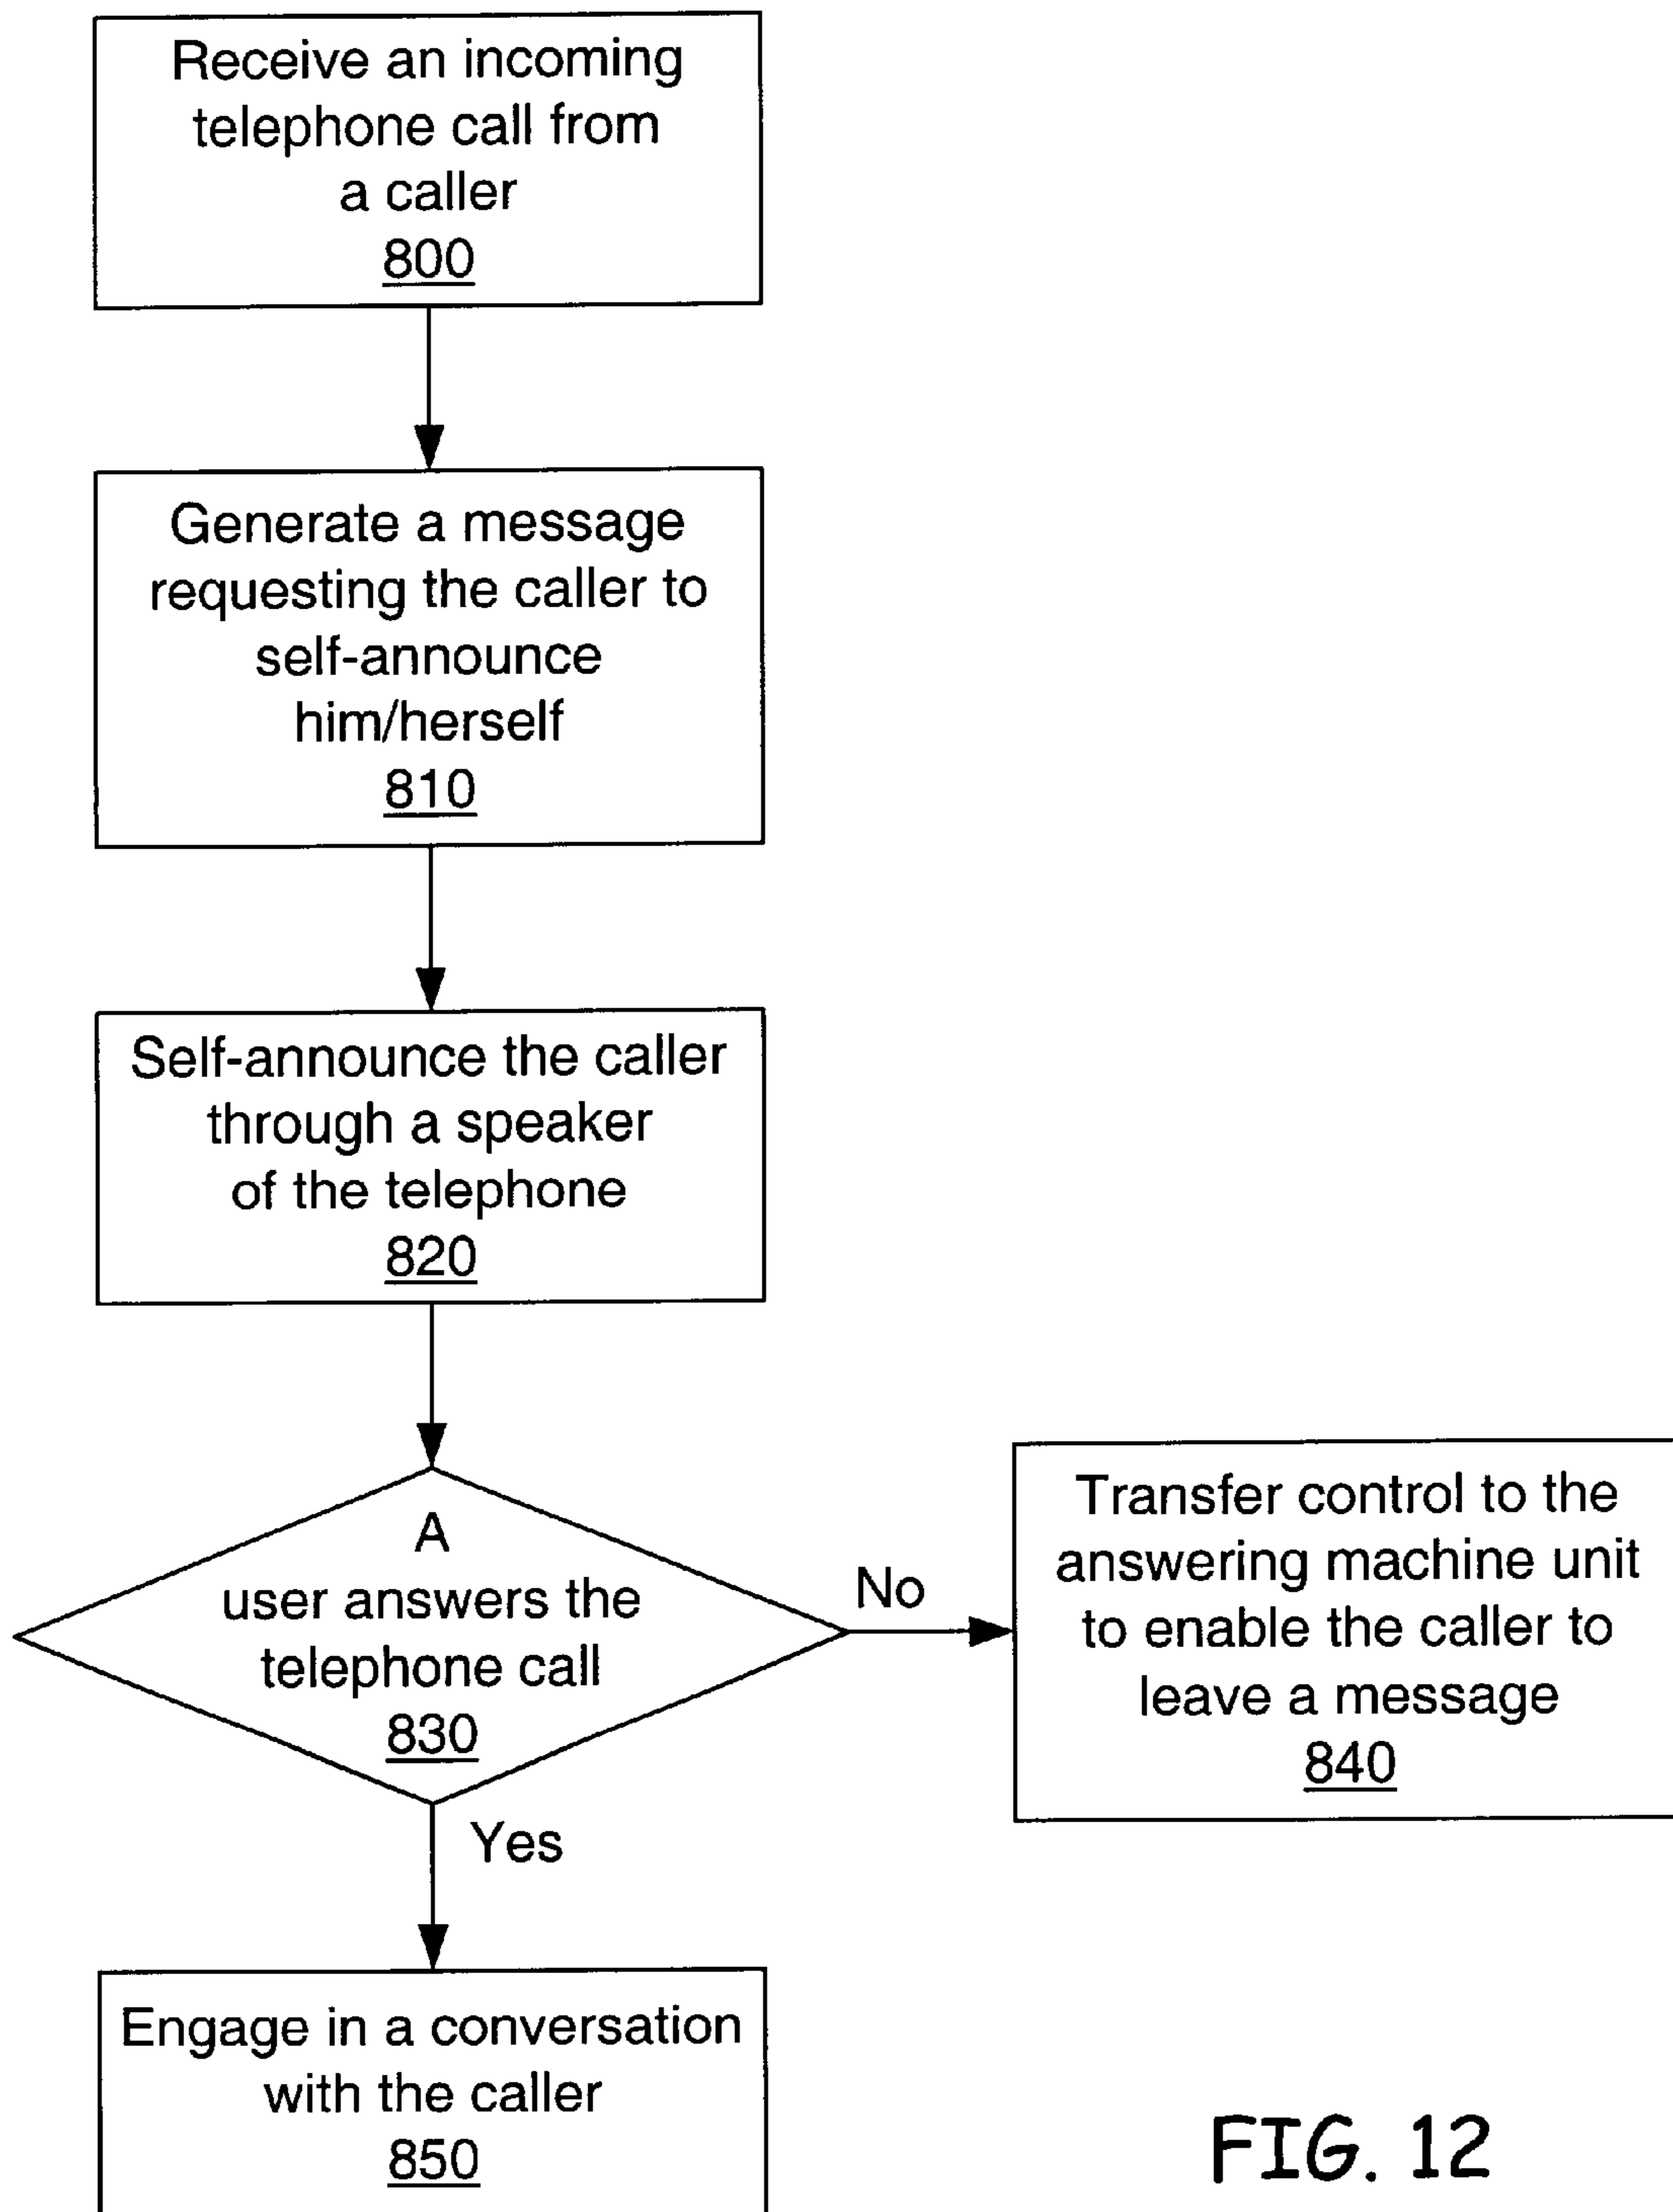 Receive an incoming
telephone call from
a caller
800
Generate a message
requesting the caller to
self-announce
him/herself
810
Self-announce the caller
through a speaker
of the telephone
820
A
user answers the
telephone call
830
No
Transfer control to the
answering machine unit
to enable the caller to
leave a message
840
Yes
Engage in a conversation
with the caller
850
FIG. 12